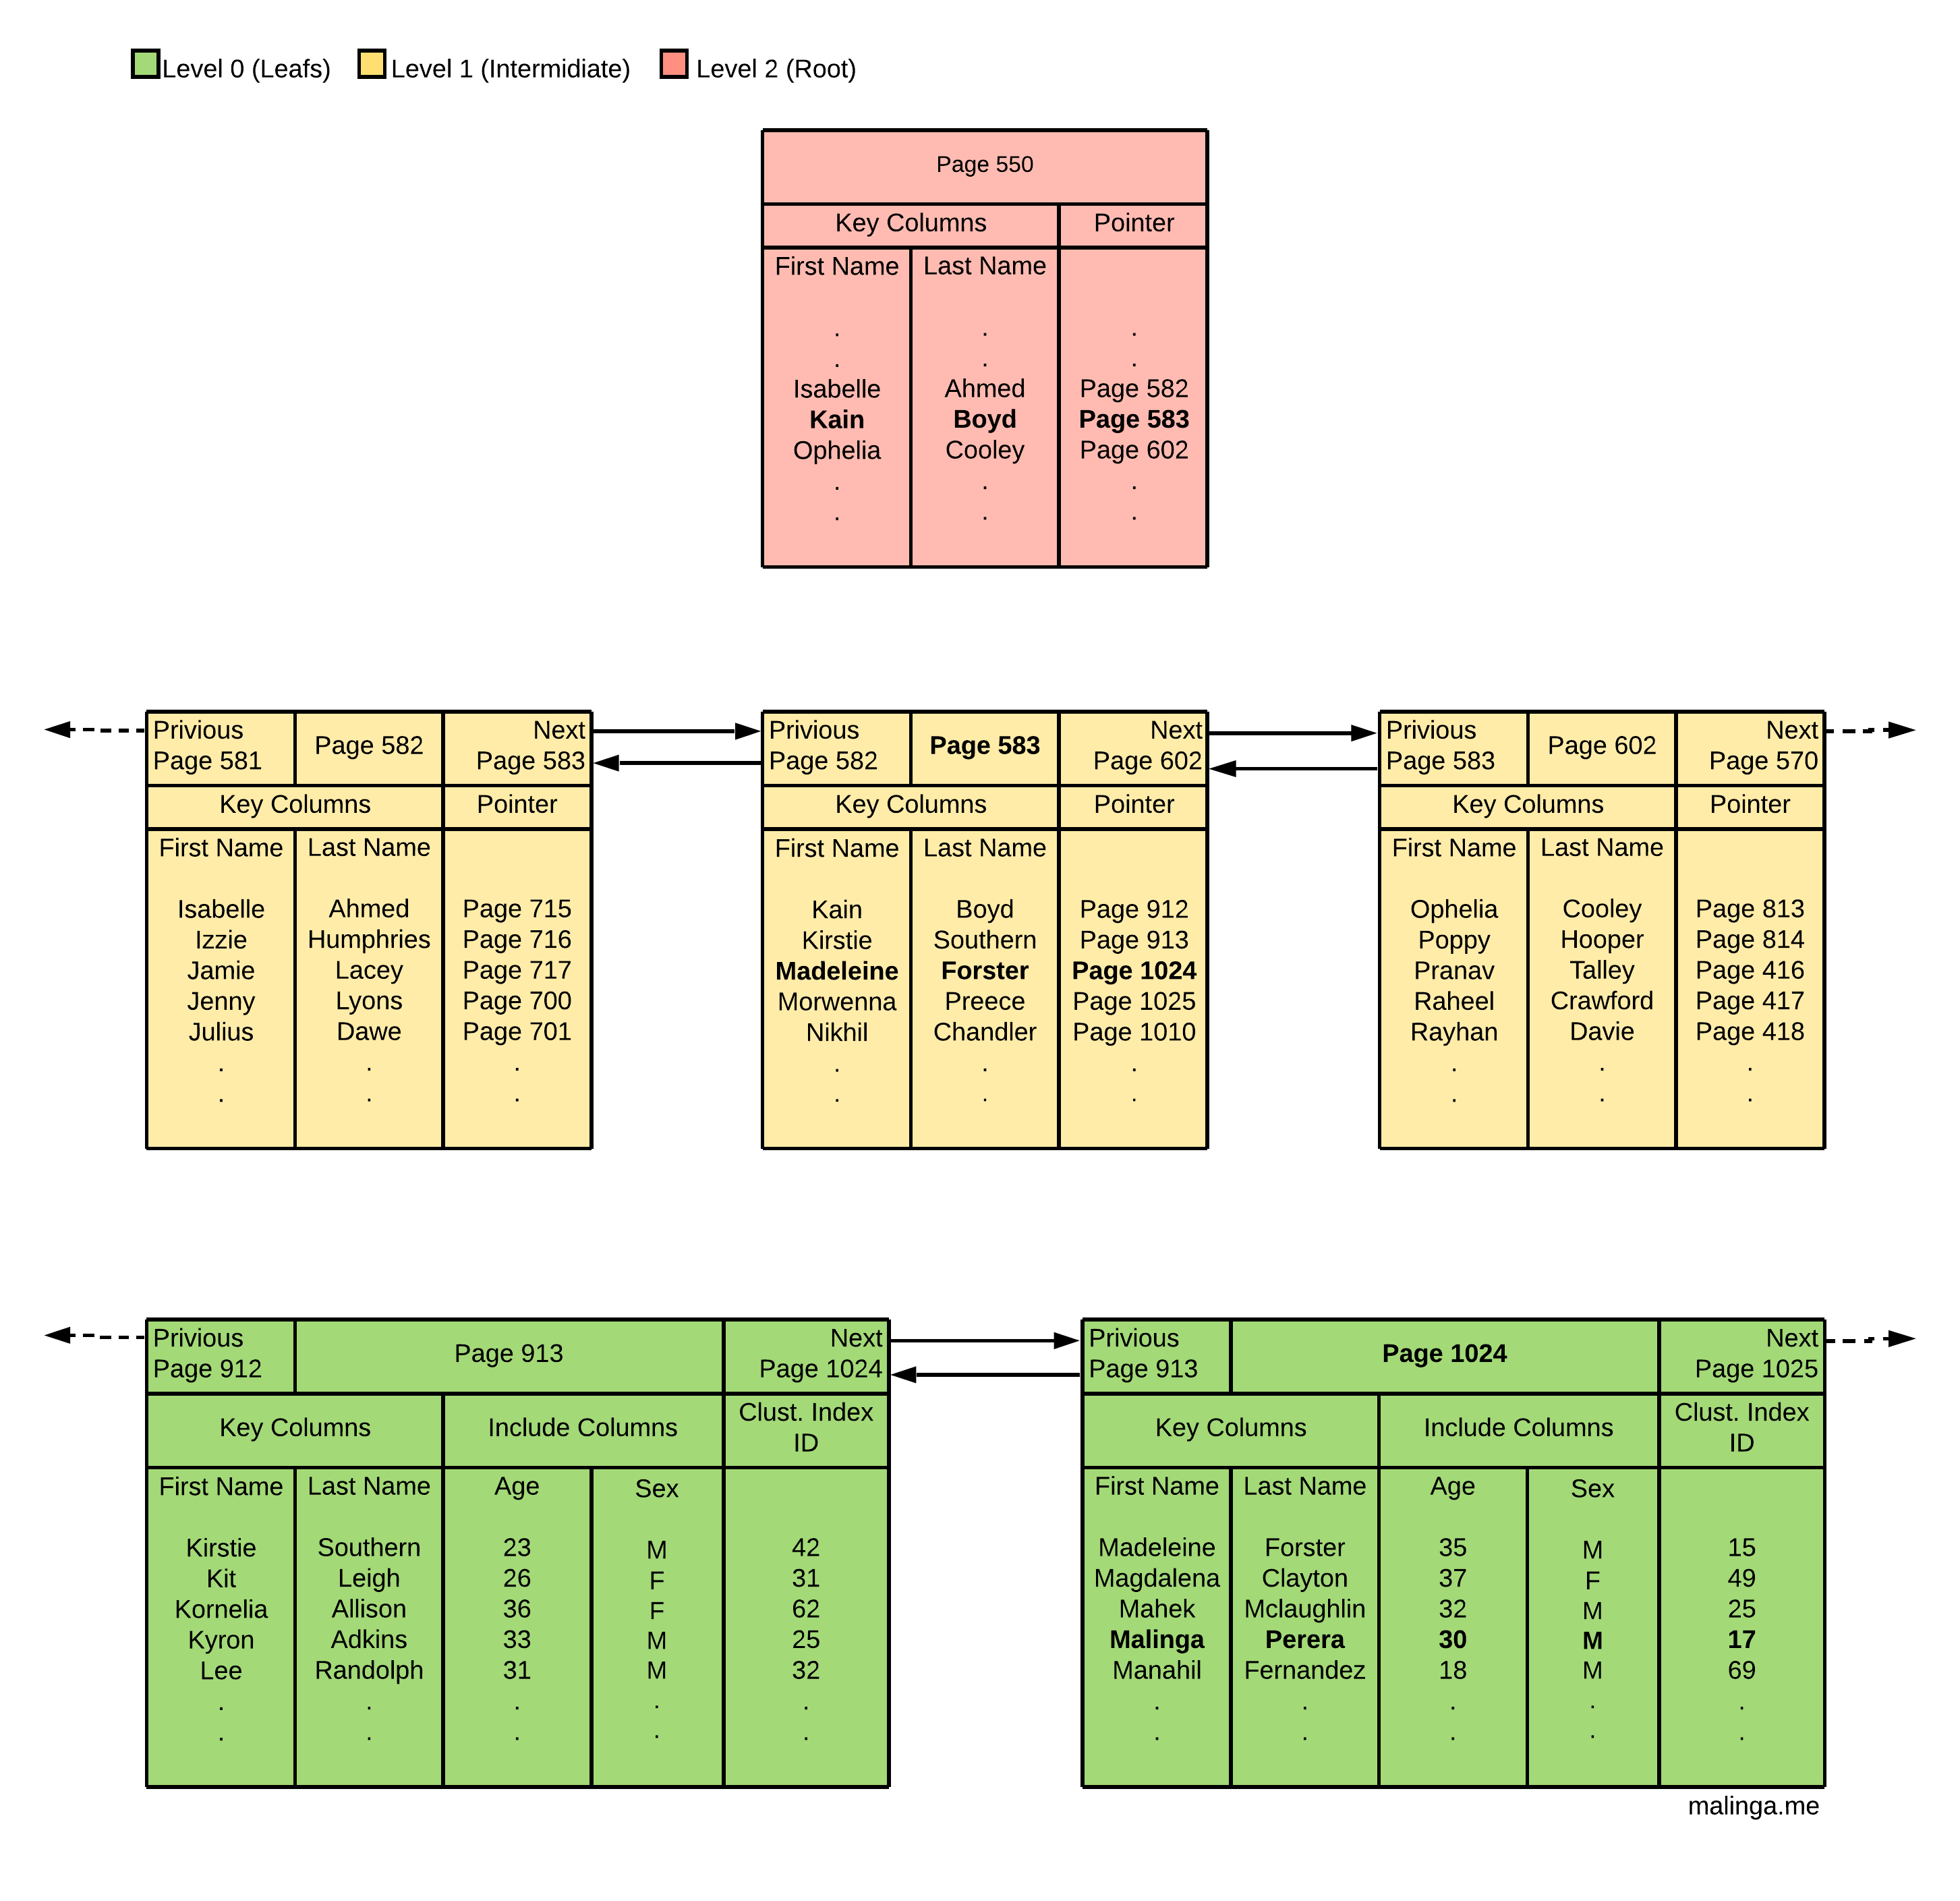 Level 0 (Leafs) Level 1 (Intermidiate) Level 2 (Root)
Page 550
Key Columns Pointer
First Name Last Name
. . .
. . .
Isabelle Ahmed Page 582
Kain Boyd Page 583
Ophelia Cooley Page 602
. . .
. . .
Privious Page 582 Next
Page 581 Page 583
Key Columns Pointer
First Name Last Name
Isabelle Ahmed Page 715
Izzie Humphries Page 716
Jamie Lacey Page 717
Jenny Lyons Page 700
Julius Dawe Page 701
. . .
. . .
Privious Page 583 Next
Page 582 Page 602
Key Columns Pointer
First Name Last Name
Kain Boyd Page 912
Kirstie Southern Page 913
Madeleine Forster Page 1024
Morwenna Preece Page 1025
Nikhil Chandler Page 1010
. . .
. . .
Privious Page 602 Next
Page 583 Page 570
Key Columns Pointer
First Name Last Name
Ophelia Cooley Page 813
Poppy Hooper Page 814
Pranav Talley Page 416
Raheel Crawford Page 417
Rayhan Davie Page 418
. . .
. . .
Privious Page 913 Next
Page 912 Page 1024
Key Columns Include Columns Clust. Index
ID
First Name Last Name Age Sex
Kirstie Southern 23 M 42
Kit Leigh 26 F 31
Kornelia Allison 36 F 62
Kyron Adkins 33 M 25
Lee Randolph 31 M 32
. . . . .
. . . . .
Privious Page 1024 Next
Page 913 Page 1025
Key Columns Include Columns Clust. Index
ID
First Name Last Name Age Sex
Madeleine Forster 35 M 15
Magdalena Clayton 37 F 49
Mahek Mclaughlin 32 M 25
Malinga Perera 30 M 17
Manahil Fernandez 18 M 69
. . . . .
. . . . .
malinga.me